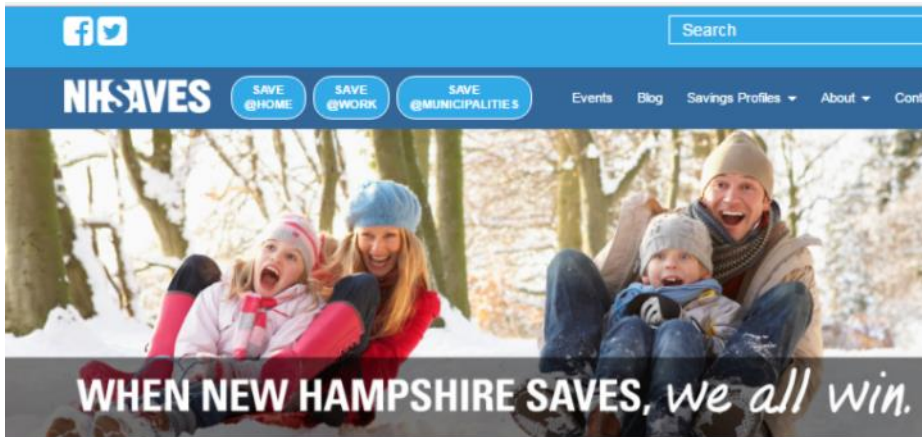 Search
NHSAVES
SAVE
@HOME
SAVE
@WORK
SAVE
@MUNICIPALITIES
Events Blog Savings Profiles About Cont
WHEN NEW HAMPSHIRE SAVES, we all win.